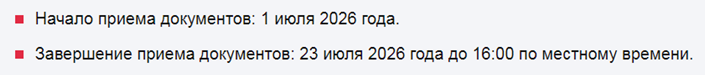 Начало приема документов: 1 июля 2026 года.
Завершение приема документов: 23 июля 2026 года до 16:00 по местному времени.